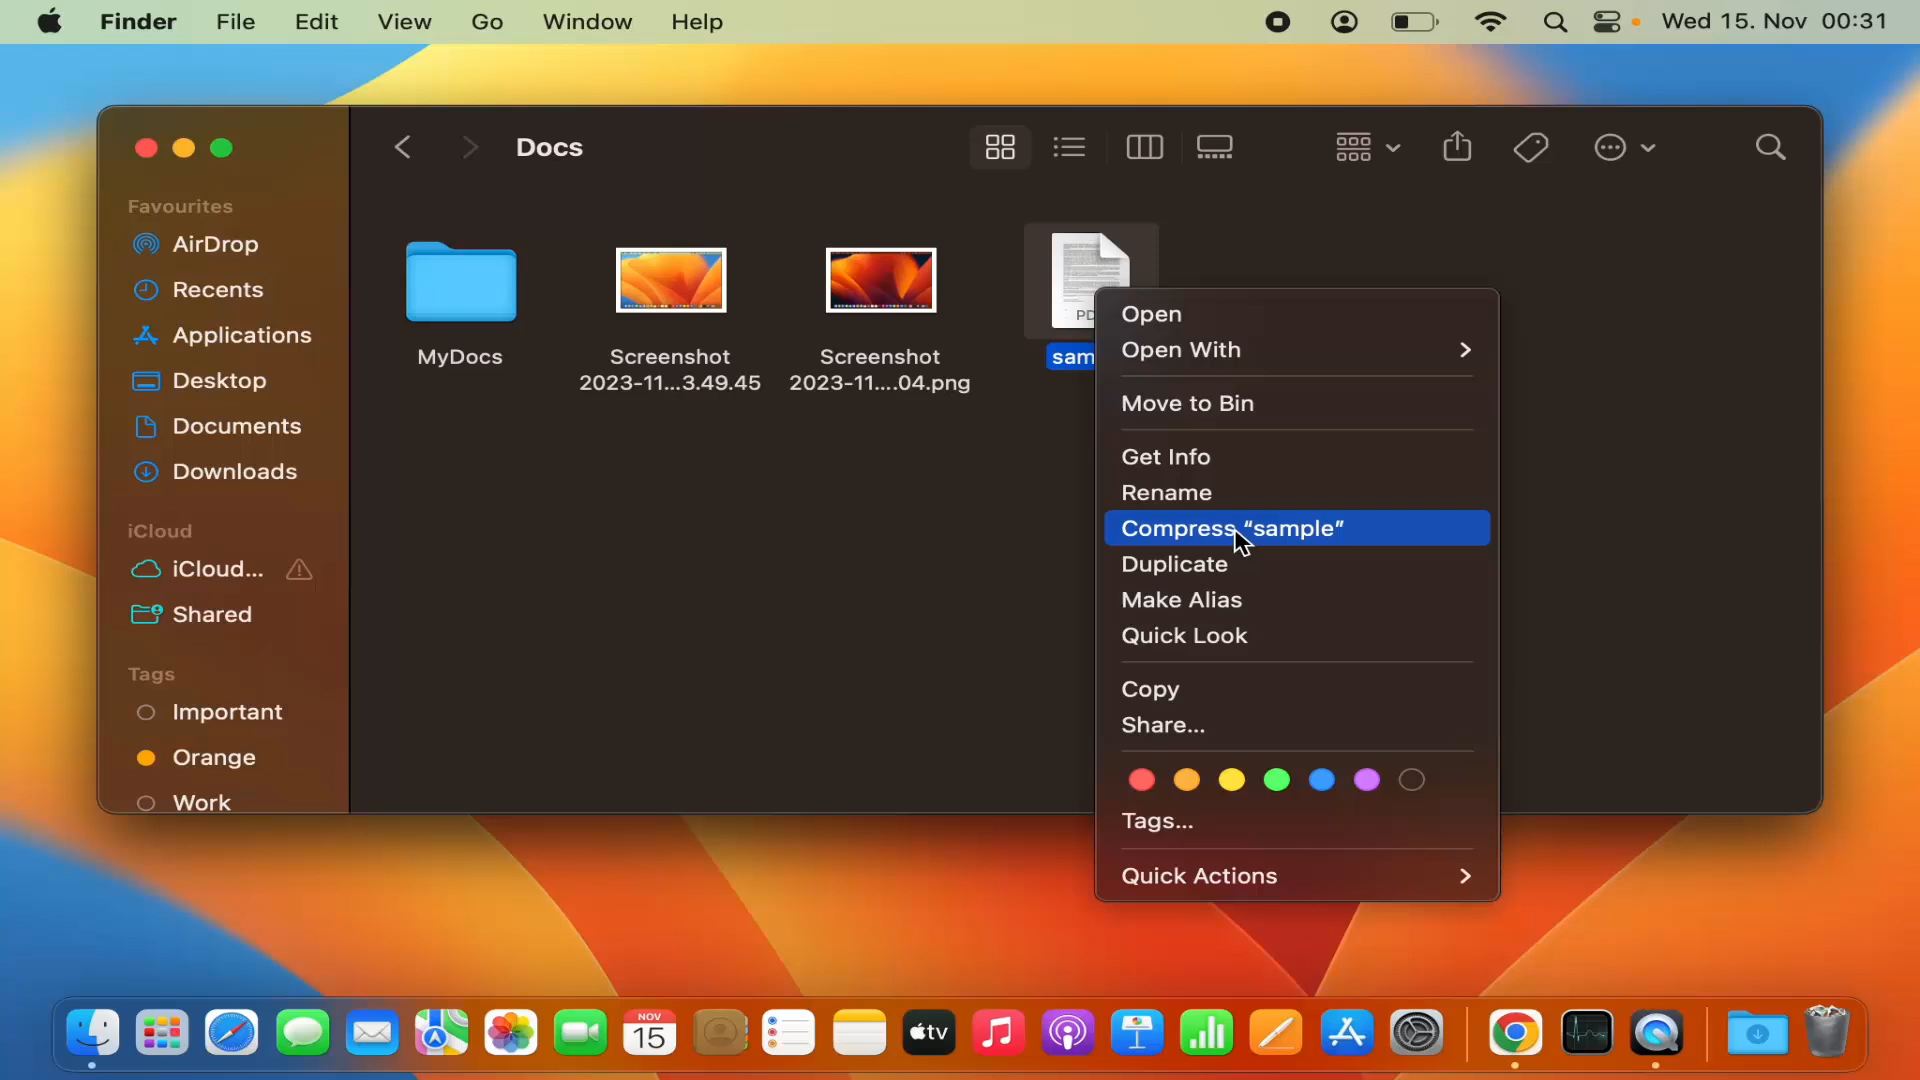 Finder File Edit View Go Window Help Wed 15. Nov 00:31
Docs
Favourites
AirDrop
Recents
Applications
Desktop
Documents
Downloads
iCloud
iCloud...
Shared
Tags
Important
Orange
Work
MyDocs
Screenshot
2023-11...3.49.45
Screenshot
2023-11....04.png
PD
sam
Open
Open With
Move to Bin
Get Info
Rename
Compress “sample”
Duplicate
Make Alias
Quick Look
Copy
Share...
Tags...
Quick Actions
NOV
15
tv